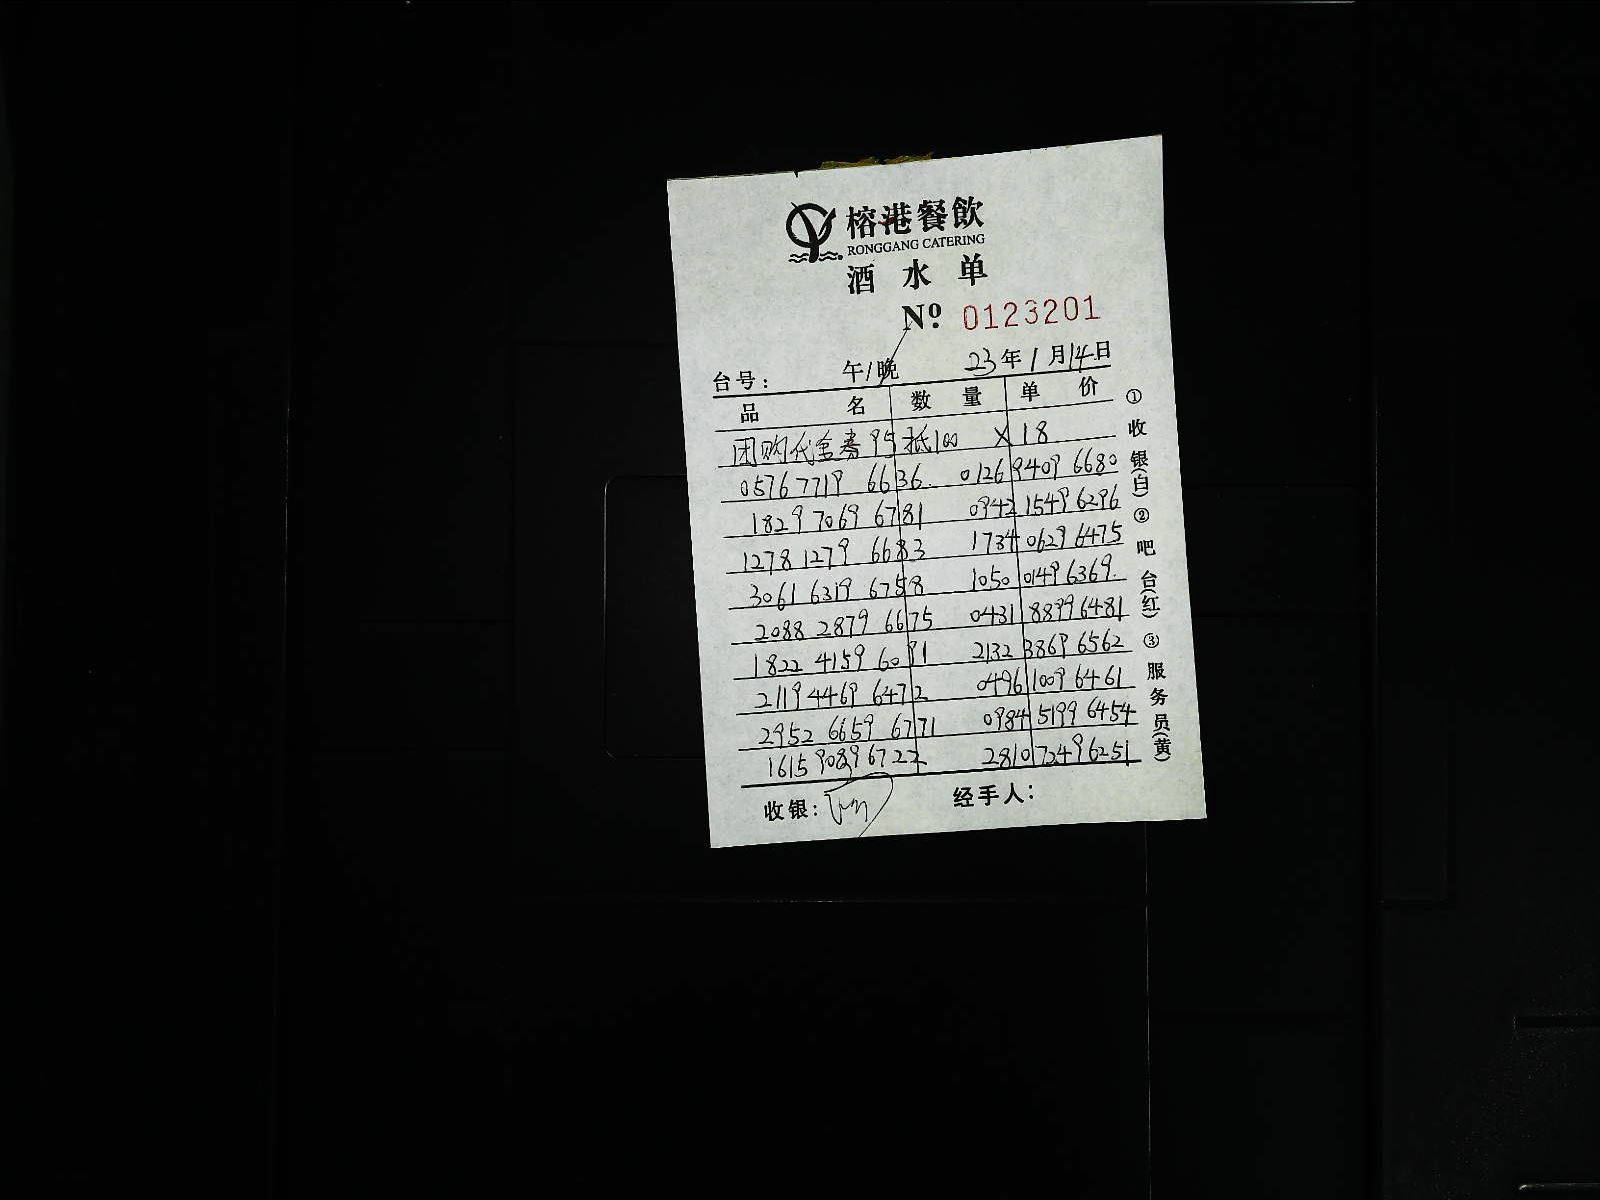 榕港餐飲
RONGGANG CATERING
酒水单
Nº 0123201
台号： 午/晚 23年1月14日
品名 数量 单价
团购代金券95抵100 ×18
0576 7719 6636. 0126 9409 6680
1829 7069 6781 0942 1549 6296
1278 1279 6683 1734 0629 6475
3061 6319 6758 1050 0149 6369.
2088 2879 6675 0431 8899 6481
1822 4159 6091 2132 3869 6562
2119 4469 6472 0496 1009 6461
2952 6659 6771 0984 5199 6454
1615 9089 6722 2810 7249 6251
收银： 经手人：
①收银(白)②吧台(红)③服务员(黄)